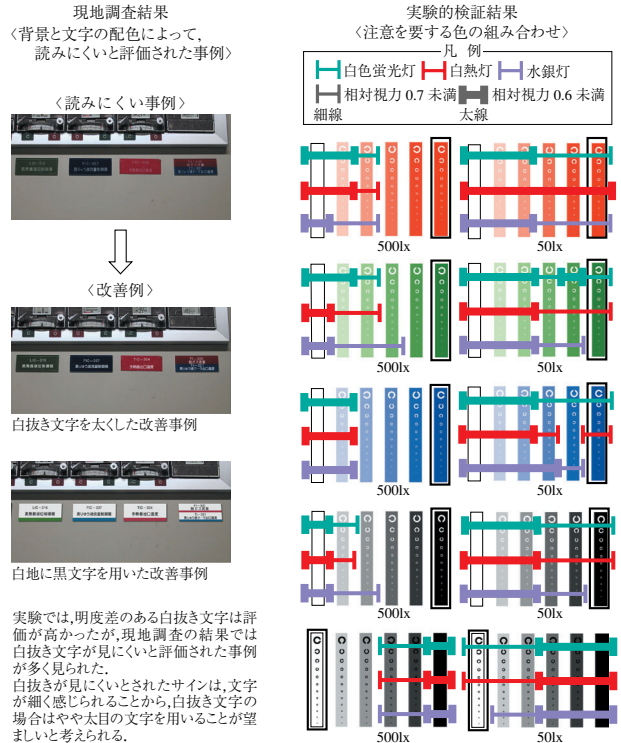 現地調査結果
〈背景と文字の配色によって,
読みにくいと評価された事例〉
〈読みにくい事例〉
〈改善例〉
白抜き文字を太くした改善事例
白地に黒文字を用いた改善事例
実験では,明度差のある白抜き文字は評
価が高かったが,現地調査の結果では
白抜き文字が見にくいと評価された事例
が多く見られた.
白抜きが見にくいとされたサインは,文字
が細く感じられることから,白抜き文字の
場合はやや太目の文字を用いることが望
ましいと考えられる.
実験的検証結果
〈注意を要する色の組み合わせ〉
凡 例
白色蛍光灯 白熱灯 水銀灯
相対視力 0.7 未満 相対視力 0.6 未満
細線 太線
500lx 50lx
500lx 50lx
500lx 50lx
500lx 50lx
500lx 50lx